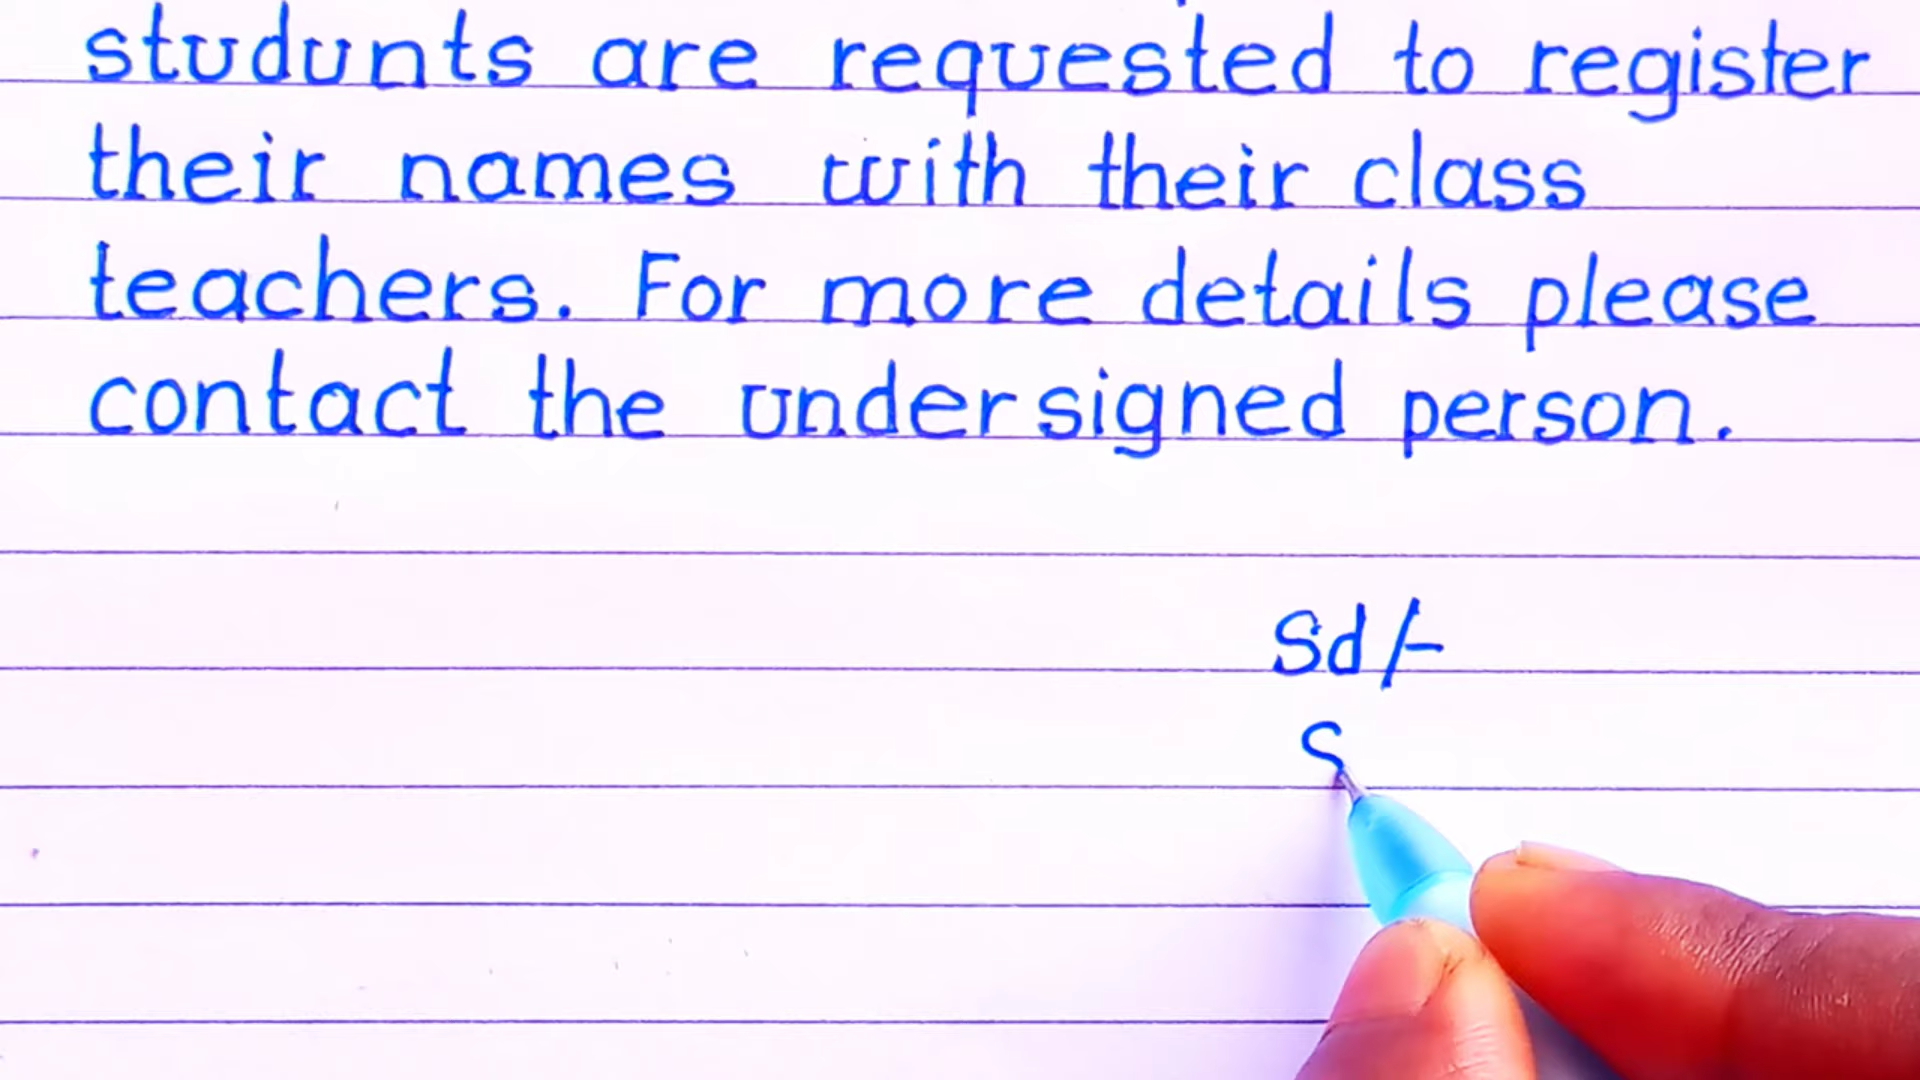 studunts are requested to register
their names with their class
teachers. For more details please
contact the undersigned person.
Sd/-
S